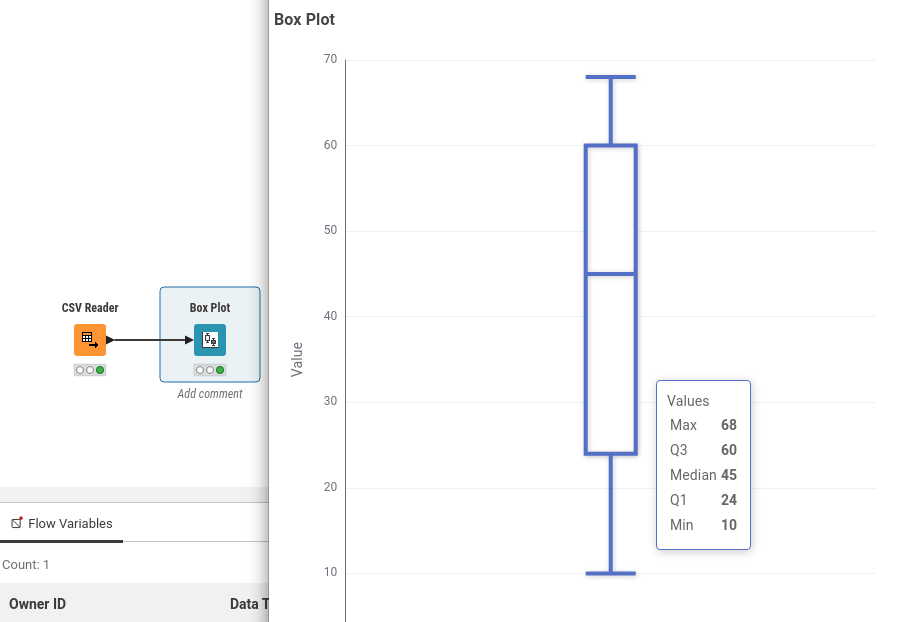 Box Plot
70
60
50
40
30
20
10
Value
Values
Max 68
Q3 60
Median 45
Q1 24
Min 10
CSV Reader
Box Plot
Add comment
Flow Variables
Count: 1
Owner ID
Data T